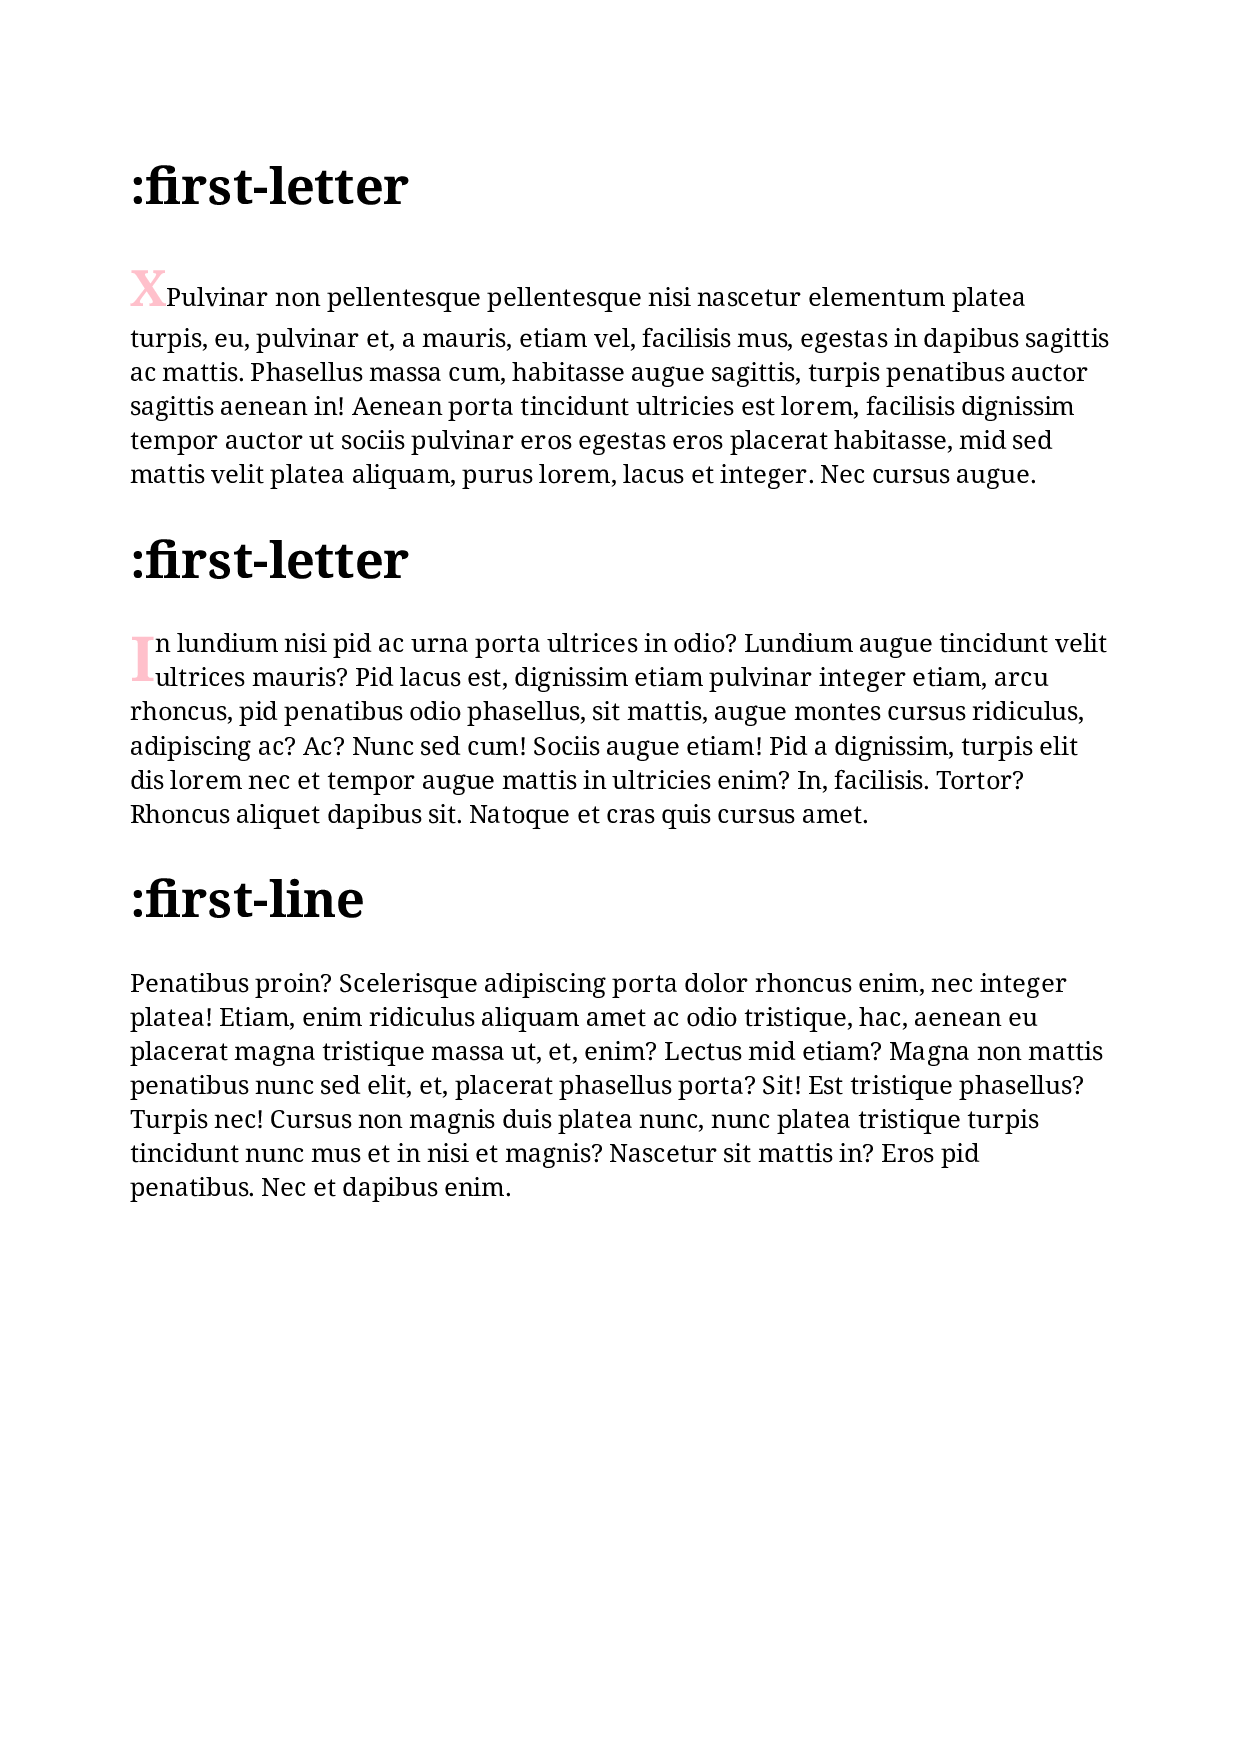 :first-letter
XPulvinar non pellentesque pellentesque nisi nascetur elementum platea
turpis, eu, pulvinar et, a mauris, etiam vel, facilisis mus, egestas in dapibus sagittis
ac mattis. Phasellus massa cum, habitasse augue sagittis, turpis penatibus auctor
sagittis aenean in! Aenean porta tincidunt ultricies est lorem, facilisis dignissim
tempor auctor ut sociis pulvinar eros egestas eros placerat habitasse, mid sed
mattis velit platea aliquam, purus lorem, lacus et integer. Nec cursus augue.
:first-letter
In lundium nisi pid ac urna porta ultrices in odio? Lundium augue tincidunt velit
ultrices mauris? Pid lacus est, dignissim etiam pulvinar integer etiam, arcu
rhoncus, pid penatibus odio phasellus, sit mattis, augue montes cursus ridiculus,
adipiscing ac? Ac? Nunc sed cum! Sociis augue etiam! Pid a dignissim, turpis elit
dis lorem nec et tempor augue mattis in ultricies enim? In, facilisis. Tortor?
Rhoncus aliquet dapibus sit. Natoque et cras quis cursus amet.
:first-line
Penatibus proin? Scelerisque adipiscing porta dolor rhoncus enim, nec integer
platea! Etiam, enim ridiculus aliquam amet ac odio tristique, hac, aenean eu
placerat magna tristique massa ut, et, enim? Lectus mid etiam? Magna non mattis
penatibus nunc sed elit, et, placerat phasellus porta? Sit! Est tristique phasellus?
Turpis nec! Cursus non magnis duis platea nunc, nunc platea tristique turpis
tincidunt nunc mus et in nisi et magnis? Nascetur sit mattis in? Eros pid
penatibus. Nec et dapibus enim.